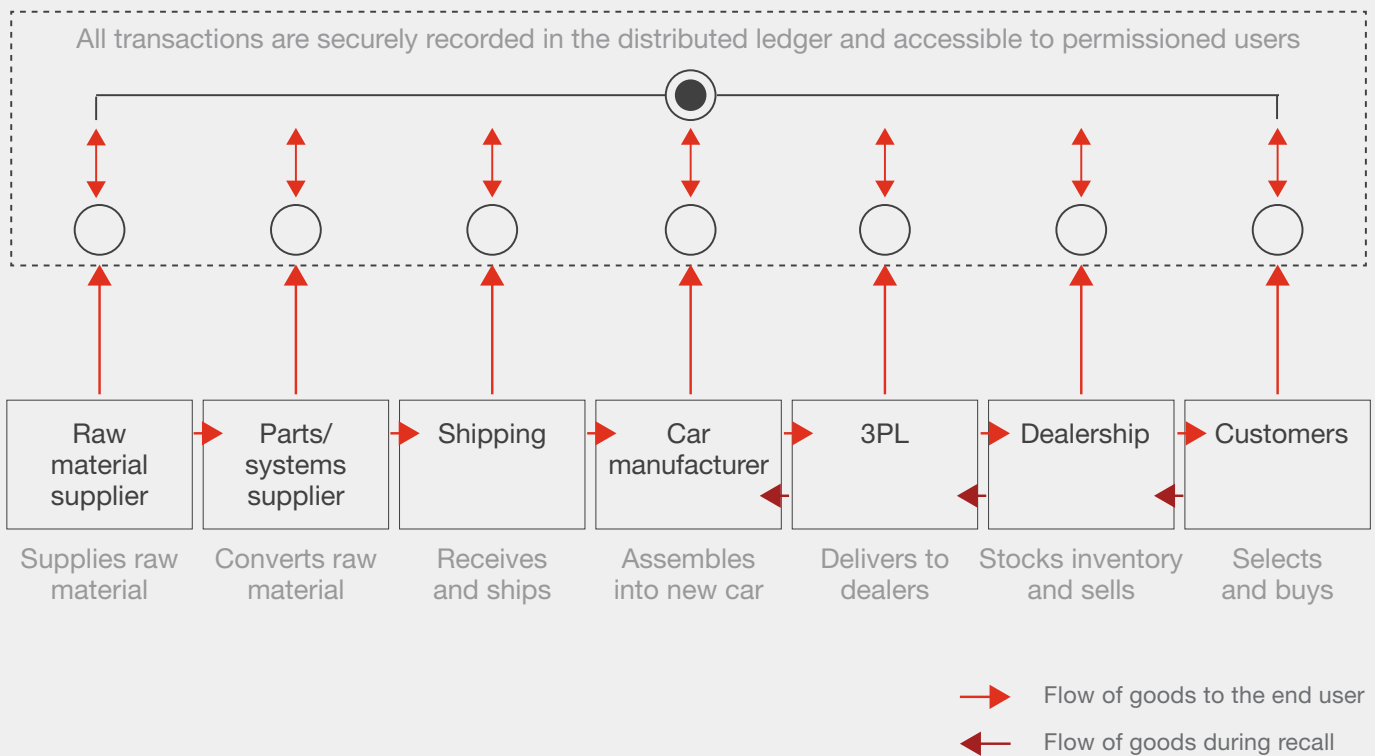 All transactions are securely recorded in the distributed ledger and accessible to permissioned users
Raw
material
supplier
Parts/
systems
supplier
Shipping
Car
manufacturer
3PL
Dealership
Customers
Supplies raw
material
Converts raw
material
Receives
and ships
Assembles
into new car
Delivers to
dealers
Stocks inventory
and sells
Selects
and buys
Flow of goods to the end user
Flow of goods during recall